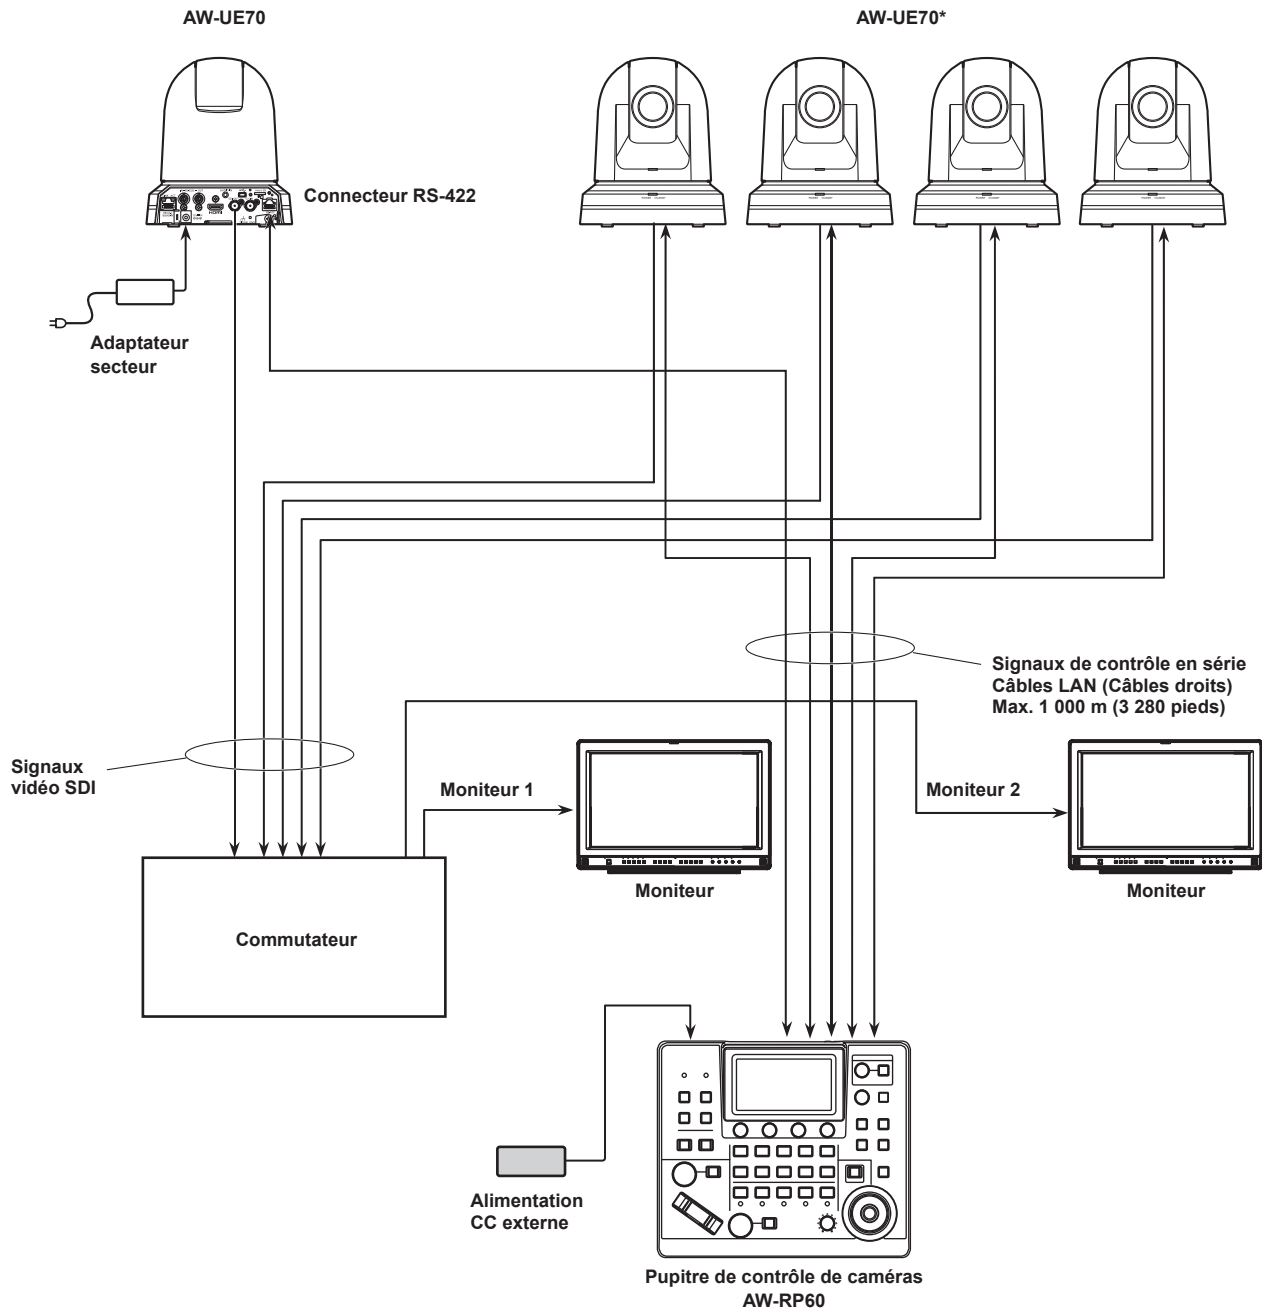 AW-UE70
AW-UE70*
Connecteur RS-422
Adaptateur
secteur
Signaux de contrôle en série
Câbles LAN (Câbles droits)
Max. 1 000 m (3 280 pieds)
Signaux
vidéo SDI
Moniteur 1
Moniteur 2
Moniteur
Moniteur
Commutateur
Alimentation
CC externe
Pupitre de contrôle de caméras
AW-RP60